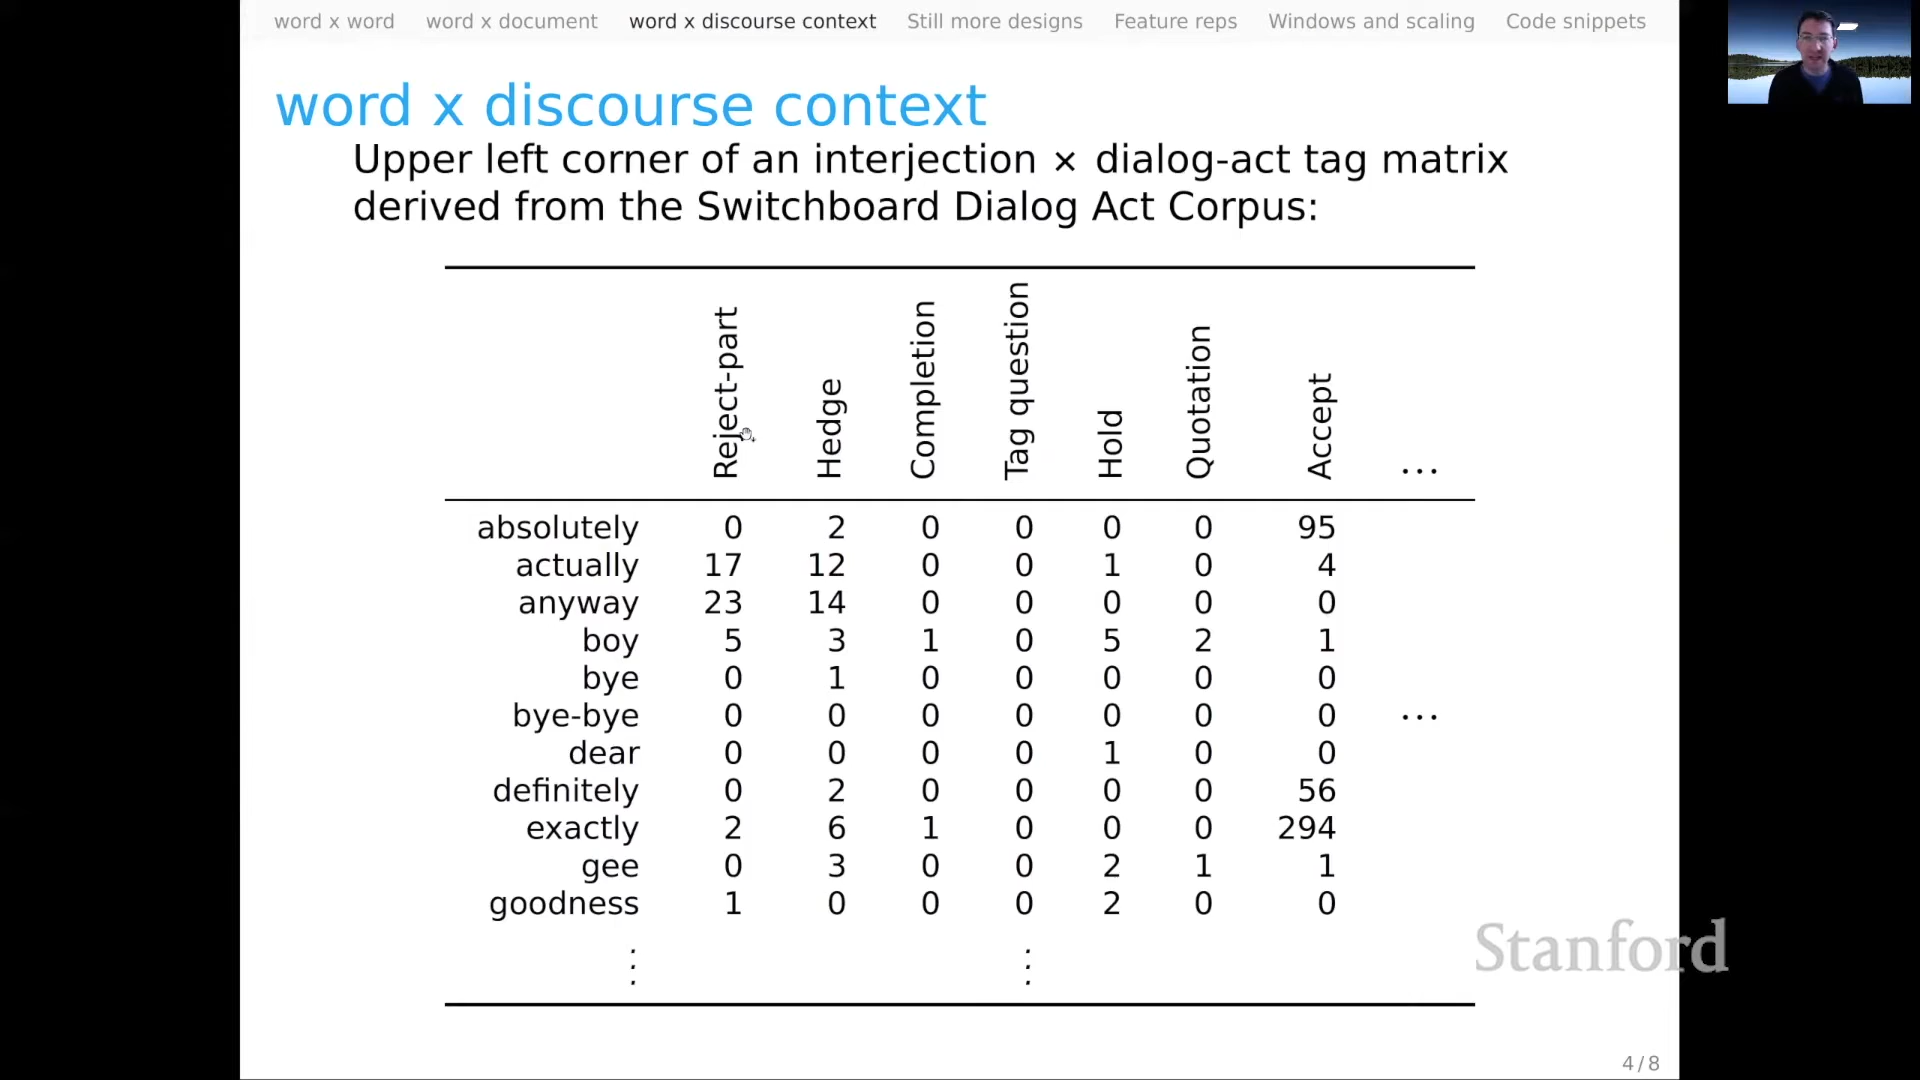 word x word word x document word x discourse context Still more designs Feature reps Windows and scaling Code snippets
word x discourse context
Upper left corner of an interjection × dialog-act tag matrix
derived from the Switchboard Dialog Act Corpus:
Reject-part Hedge Completion Tag question Hold Quotation Accept ...
absolutely 0 2 0 0 0 0 95
actually 17 12 0 0 1 0 4
anyway 23 14 0 0 0 0 0
boy 5 3 1 0 5 2 1
bye 0 1 0 0 0 0 0
bye-bye 0 0 0 0 0 0 0 ...
dear 0 0 0 0 1 0 0
definitely 0 2 0 0 0 0 56
exactly 2 6 1 0 0 0 294
gee 0 3 0 0 2 1 1
goodness 1 0 0 0 2 0 0
⋮ ⋮
Stanford
4 / 8